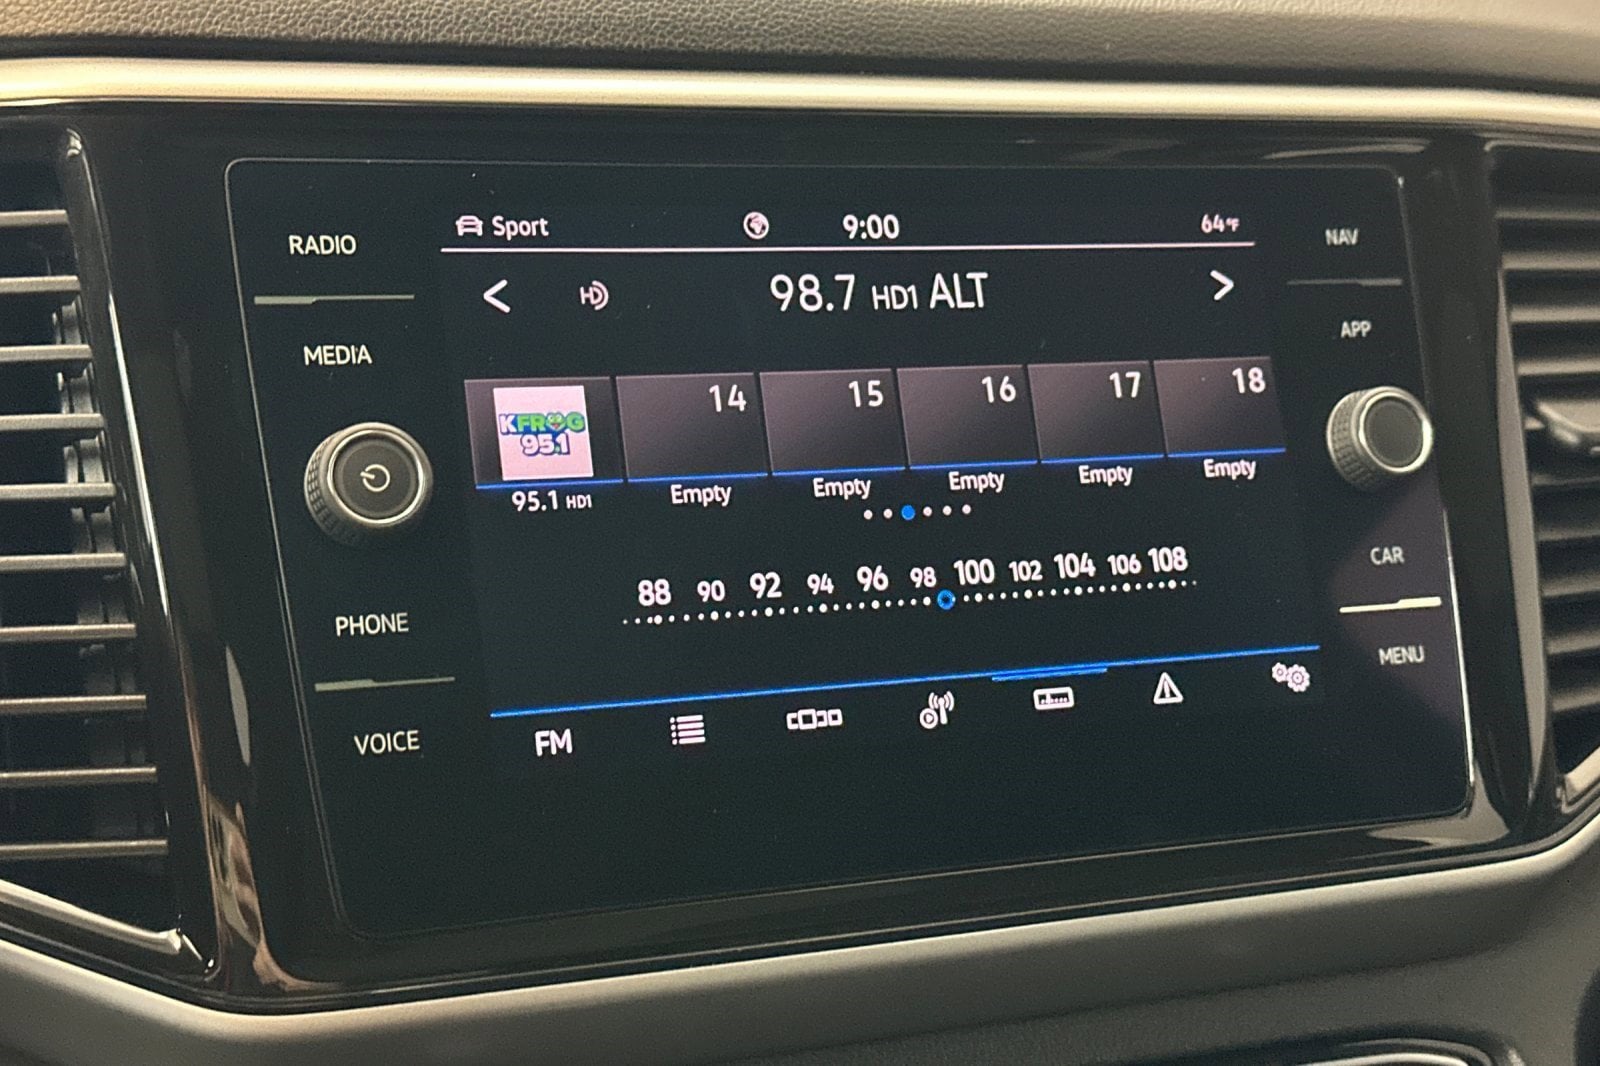 Sport 9:00 64°F
RADIO
NAV
98.7 HD1 ALT
MEDIA
APP
KFROG
95.1
14 15 16 17 18
95.1 HD1 Empty Empty Empty Empty Empty
88 90 92 94 96 98 100 102 104 106 108
PHONE
CAR
VOICE
MENU
FM
HD